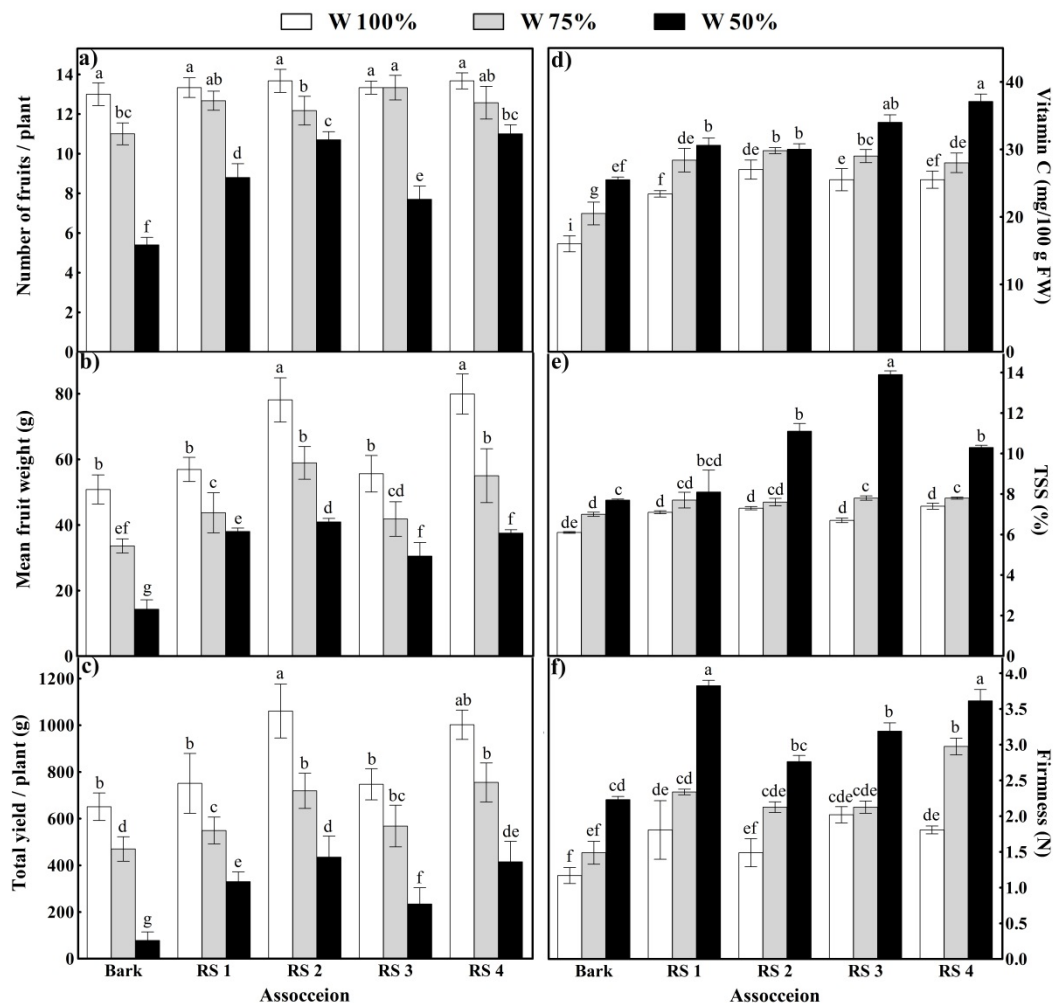 W 100% W 75% W 50%
a)
Number of fruits / plant
14
12
10
8
6
4
2
0
a bc f
a ab d
a b c
a a e
a ab bc
d)
Vitamin C (mg/100 g FW)
40
30
20
10
0
i g ef
f de b
de b b
e bc ab
ef de a
b)
Mean fruit weight (g)
80
60
40
20
0
b ef g
b c e
a b d
b cd f
a b f
e)
TSS (%)
14
12
10
8
6
4
2
0
de d c
d cd bcd
d cd b
d c a
d c b
c)
Total yield / plant (g)
1200
1000
800
600
400
200
0
b d g
b c e
a b d
b bc f
ab b de
f)
Firmness (N)
4.0
3.5
3.0
2.5
2.0
1.5
1.0
0.5
0.0
f ef cd
de cd a
ef cde bc
cde cde b
de b a
Bark RS 1 RS 2 RS 3 RS 4
Assocceion
Bark RS 1 RS 2 RS 3 RS 4
Assocceion